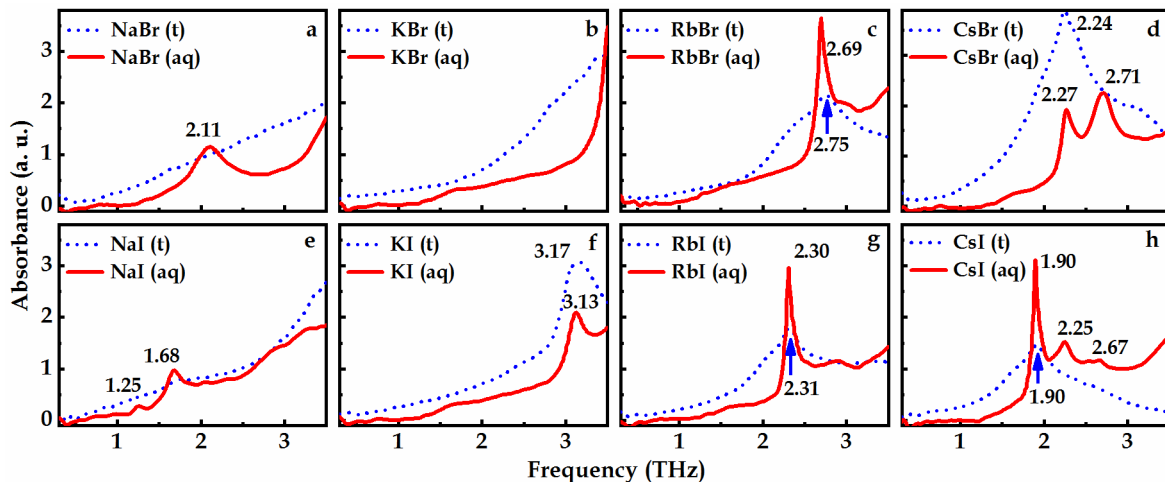 NaBr (t)
NaBr (aq)
a
2.11
KBr (t)
KBr (aq)
b
RbBr (t)
RbBr (aq)
c
2.69
2.75
CsBr (t)
CsBr (aq)
d
2.24
2.27
2.71
3
2
1
0
NaI (t)
NaI (aq)
e
1.25
1.68
KI (t)
KI (aq)
f
3.17
3.13
RbI (t)
RbI (aq)
g
2.30
2.31
CsI (t)
CsI (aq)
h
1.90
2.25
2.67
1.90
3
2
1
0
1 2 3
1 2 3
1 2 3
1 2 3
Absorbance (a. u.)
Frequency (THz)